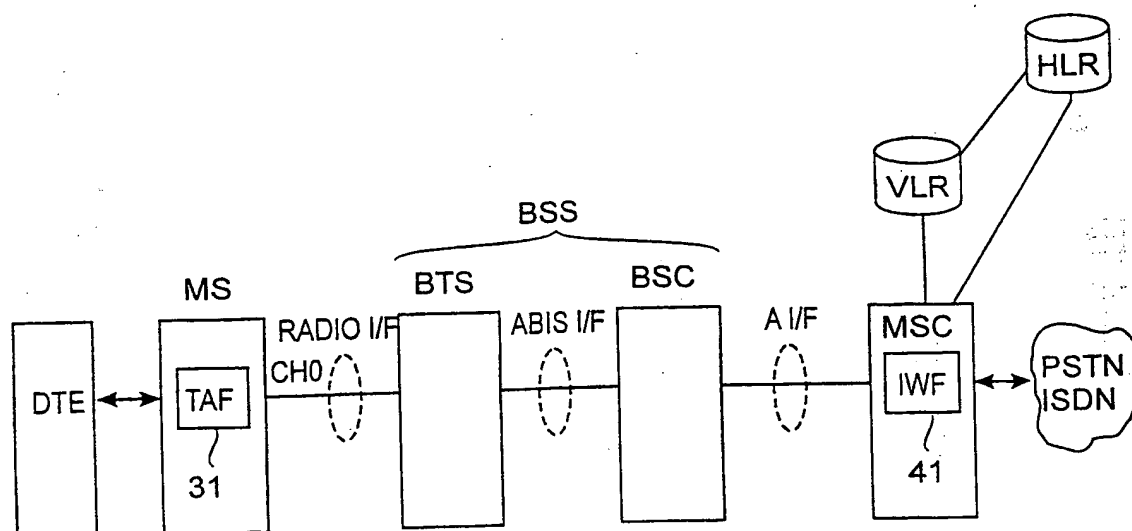 HLR
VLR
BSS
BTS
BSC
MS
MSC
RADIO I/F
ABIS I/F
A I/F
CH0
DTE
TAF
IWF
PSTN
ISDN
31
41